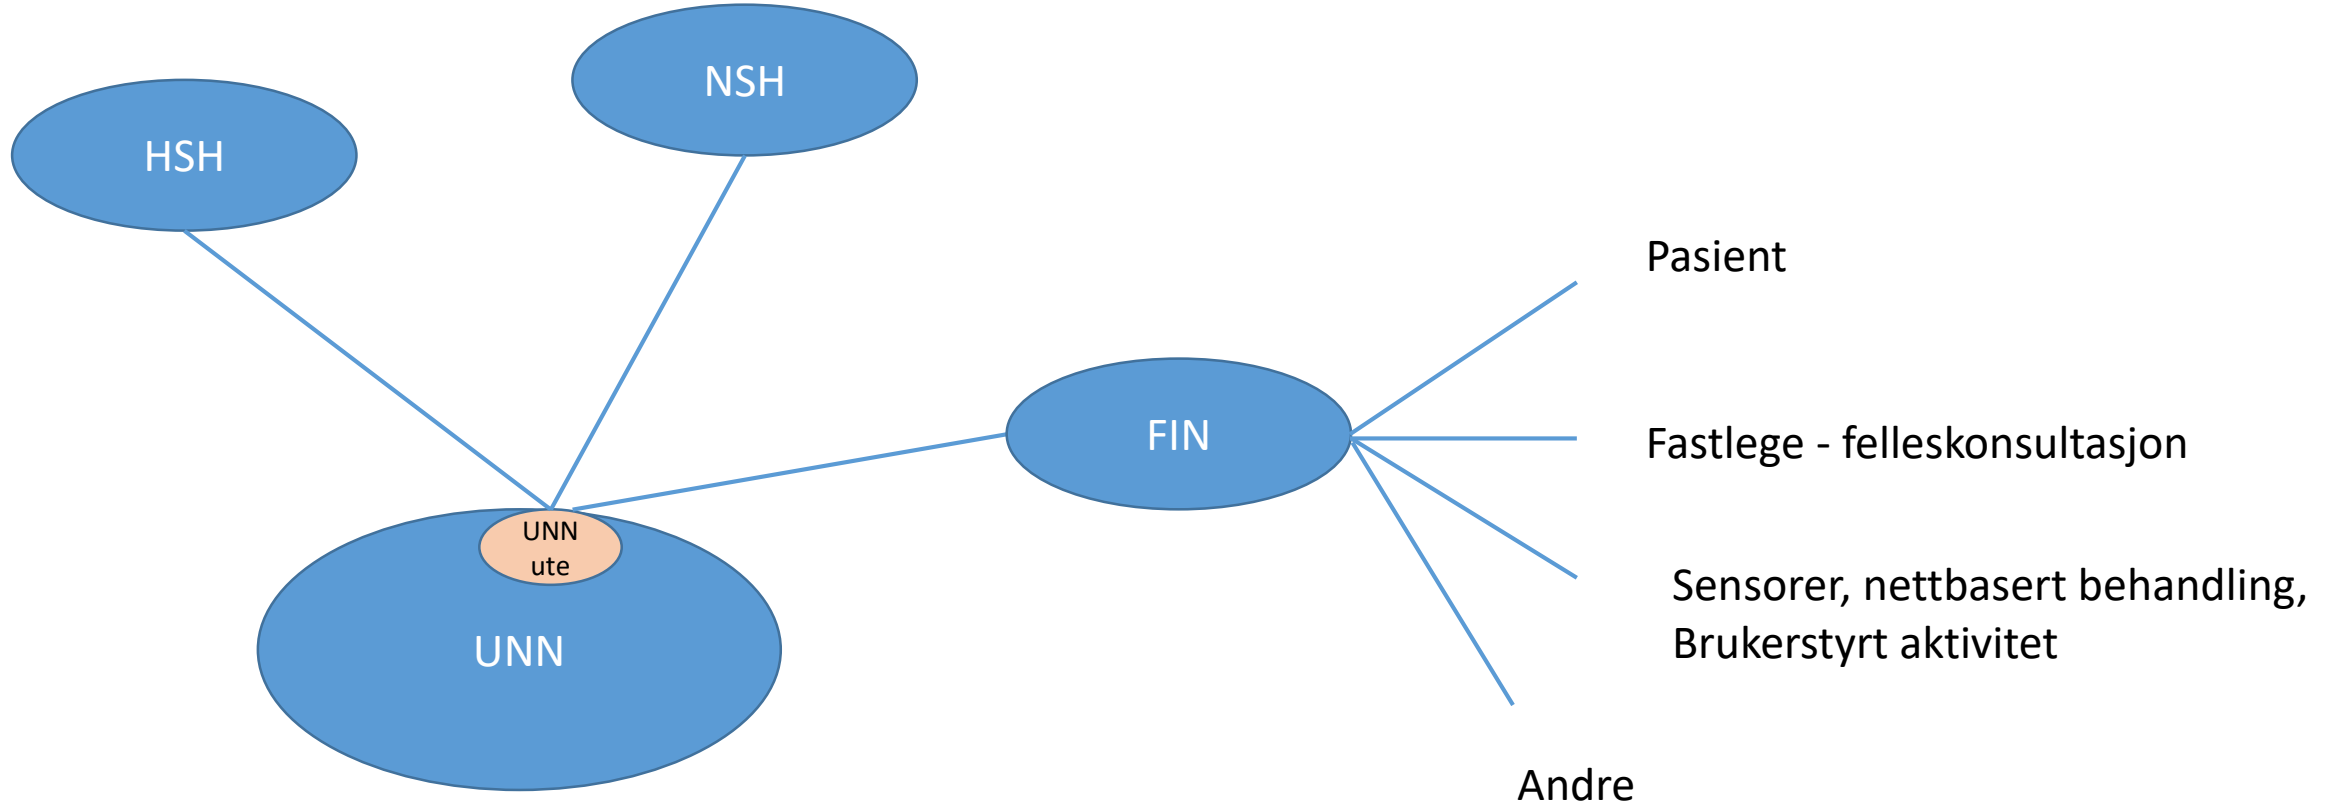 NSH
HSH
Pasient
FIN
Fastlege - felleskonsultasjon
UNN
ute
Sensorer, nettbasert behandling,
Brukerstyrt aktivitet
UNN
Andre